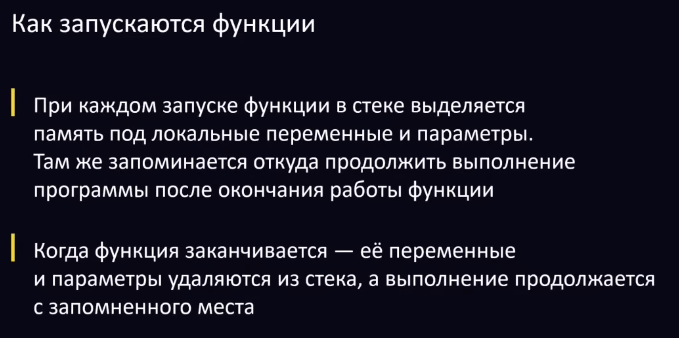 Как запускаются функции
При каждом запуске функции в стеке выделяется
память под локальные переменные и параметры.
Там же запоминается откуда продолжить выполнение
программы после окончания работы функции
Когда функция заканчивается — её переменные
и параметры удаляются из стека, а выполнение продолжается
с запомненного места